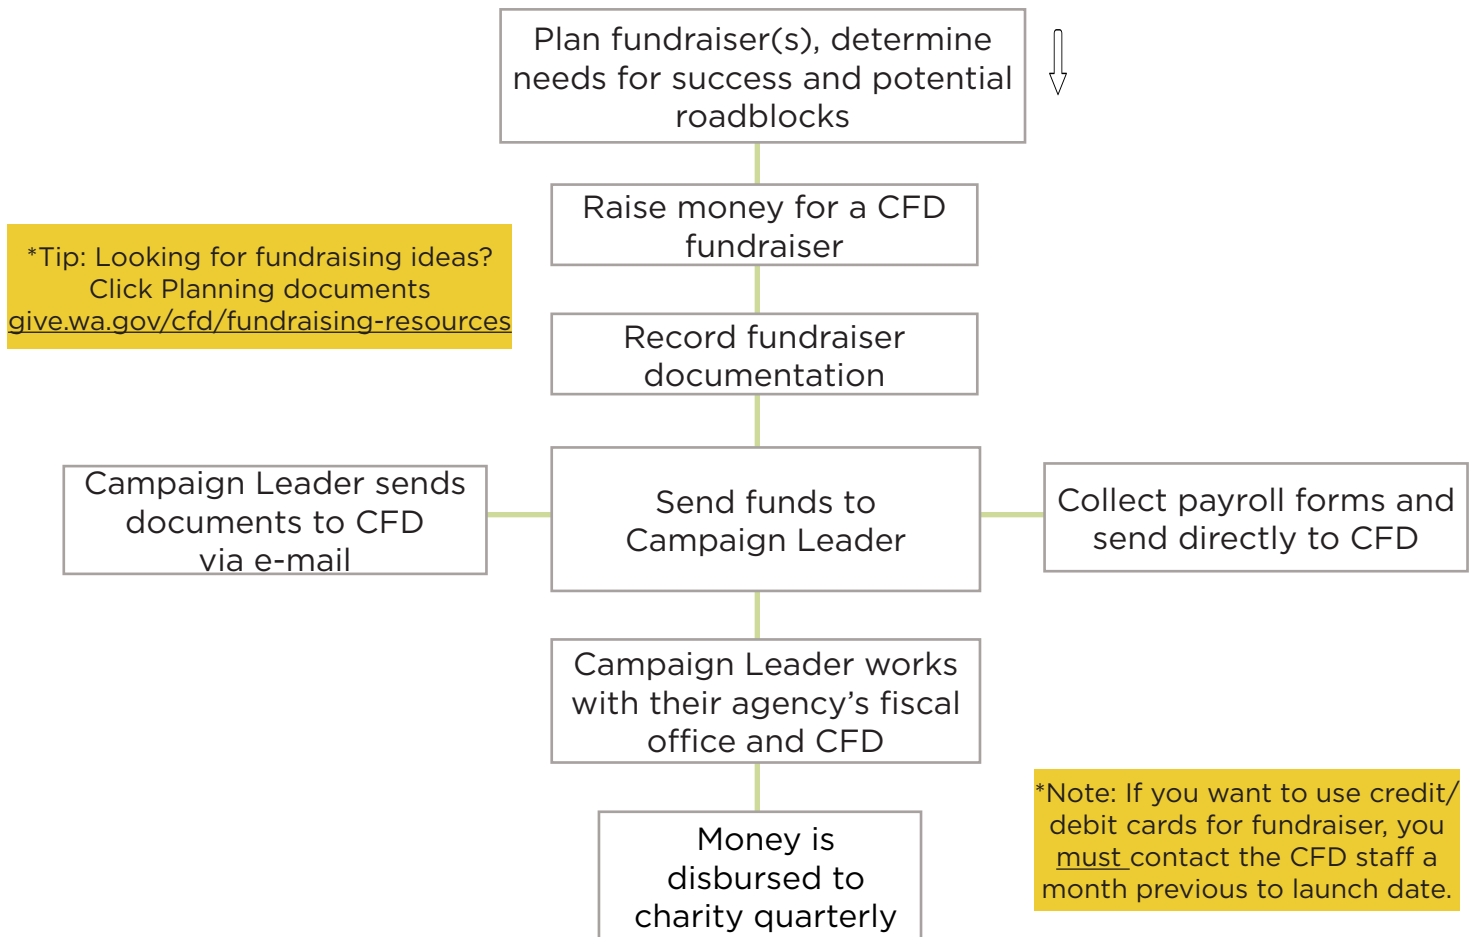 Plan fundraiser(s), determine
needs for success and potential
roadblocks
Raise money for a CFD
fundraiser
*Tip: Looking for fundraising ideas?
Click Planning documents
give.wa.gov/cfd/fundraising-resources
Record fundraiser
documentation
Campaign Leader sends
documents to CFD
via e-mail
Send funds to
Campaign Leader
Collect payroll forms and
send directly to CFD
Campaign Leader works
with their agency’s fiscal
office and CFD
*Note: If you want to use credit/
debit cards for fundraiser, you
must contact the CFD staff a
month previous to launch date.
Money is
disbursed to
charity quarterly